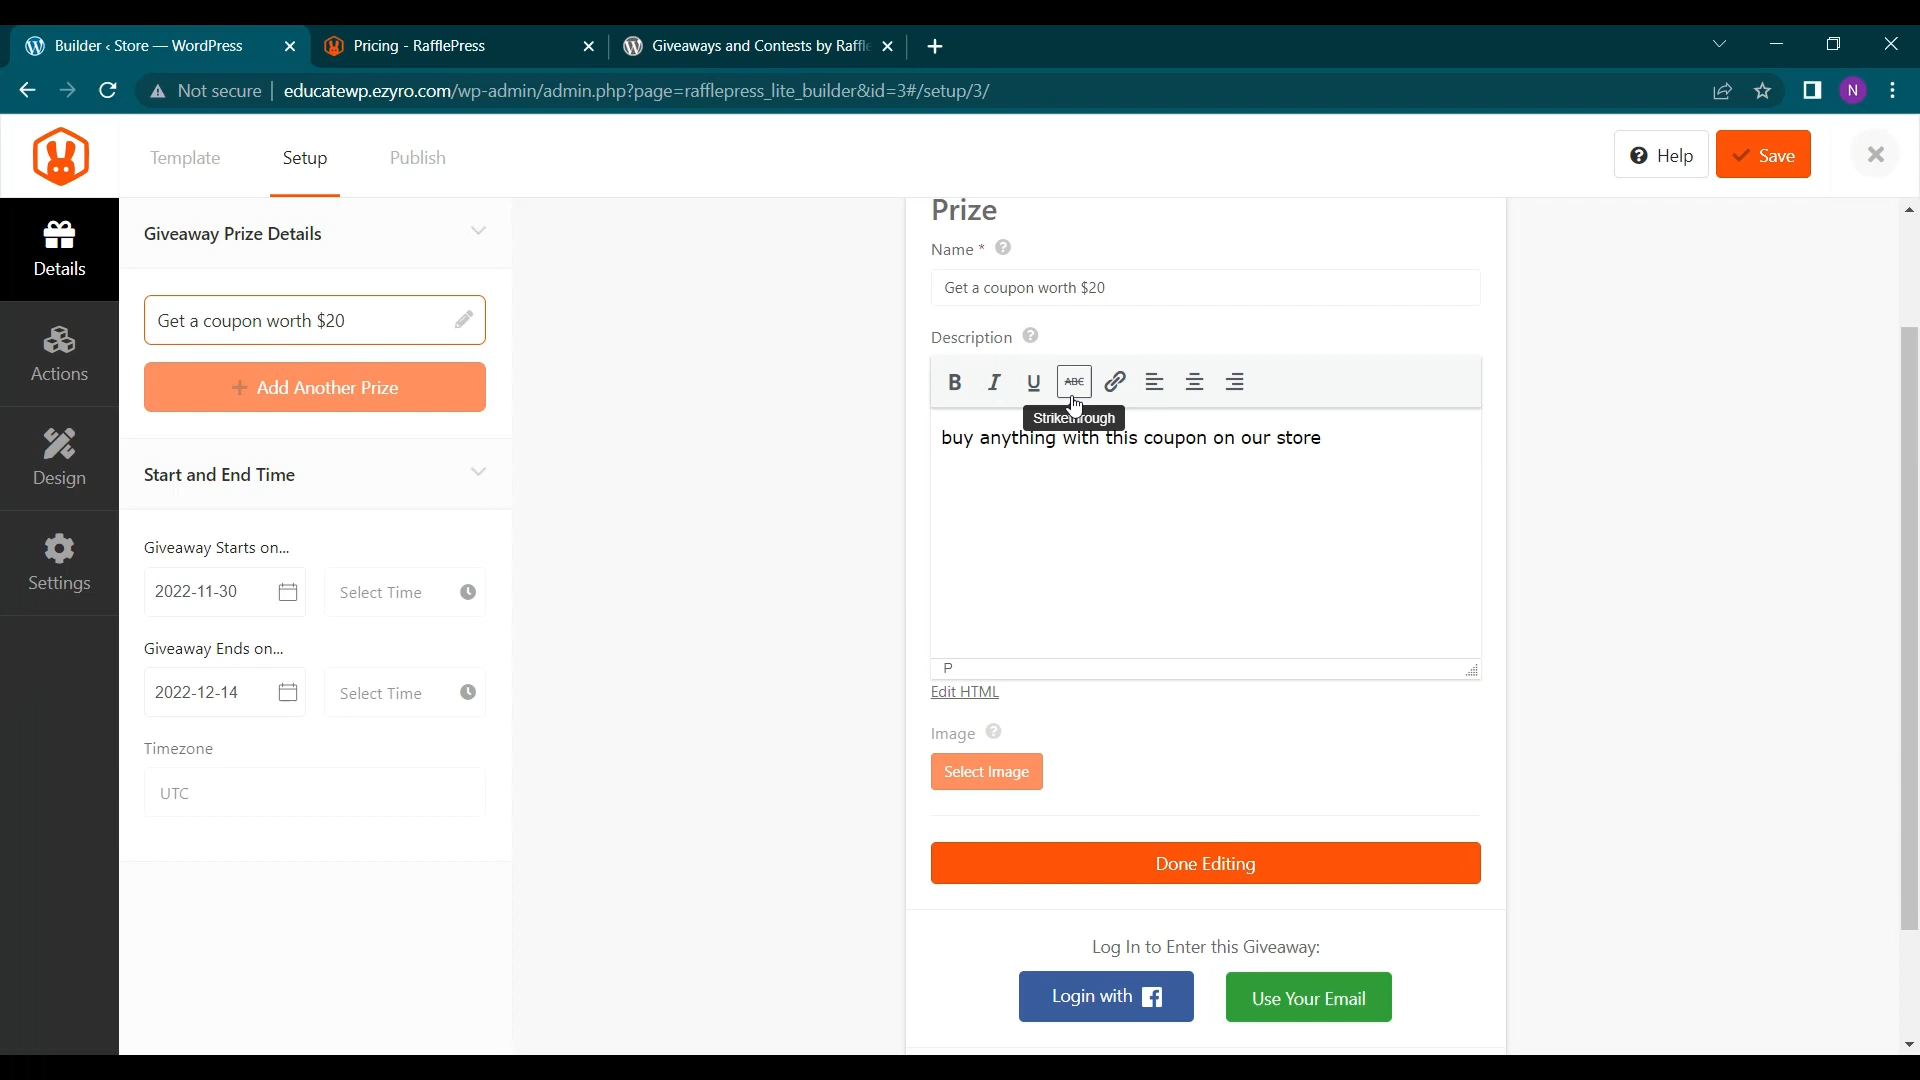 Builder ‹ Store — WordPress
Pricing - RafflePress
Giveaways and Contests by Raffle
Not secure
educatewp.ezyro.com/wp-admin/admin.php?page=rafflepress_lite_builder&id=3#/setup/3/
N
Template
Setup
Publish
Help
Save
Details
Actions
Design
Settings
Giveaway Prize Details
Get a coupon worth $20
+ Add Another Prize
Start and End Time
Giveaway Starts on...
2022-11-30
Select Time
Giveaway Ends on...
2022-12-14
Select Time
Timezone
UTC
Prize
Name * ?
Get a coupon worth $20
Description ?
B I U ABC
Strikethrough
buy anything with this coupon on our store
P
Edit HTML
Image ?
Select Image
Done Editing
Log In to Enter this Giveaway:
Login with f
Use Your Email